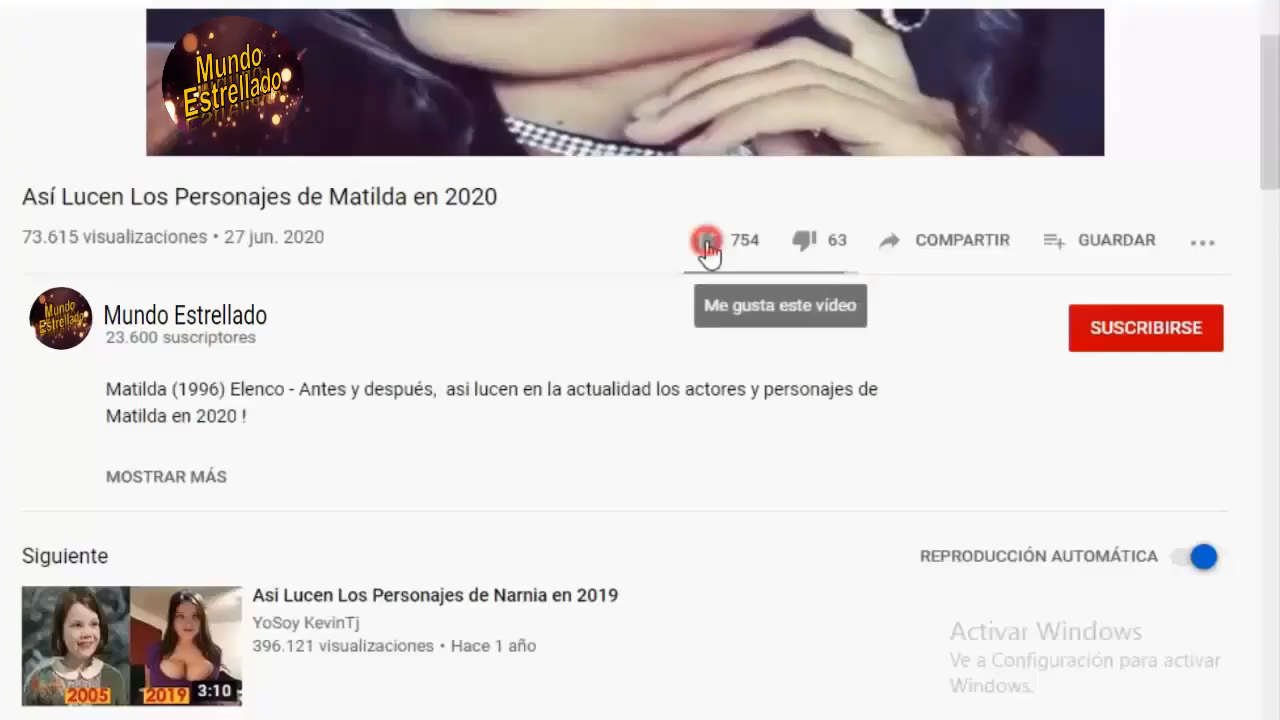 Mundo
Estrellado
Así Lucen Los Personajes de Matilda en 2020
73.615 visualizaciones • 27 jun. 2020
754
63
COMPARTIR
GUARDAR
Me gusta este vídeo
Mundo
Estrellado
Mundo Estrellado
23.600 suscriptores
SUSCRIBIRSE
Matilda (1996) Elenco - Antes y después, asi lucen en la actualidad los actores y personajes de
Matilda en 2020 !
MOSTRAR MÁS
Siguiente
REPRODUCCIÓN AUTOMÁTICA
2005
2019
3:10
Asi Lucen Los Personajes de Narnia en 2019
YoSoy KevinTj
396.121 visualizaciones • Hace 1 año
Activar Windows
Ve a Configuración para activar
Windows.